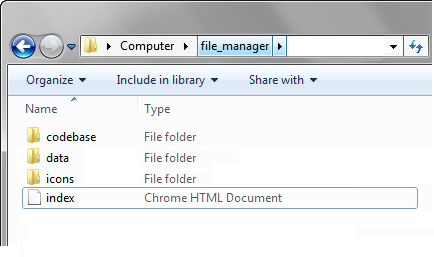 Computer file_manager
Organize Include in library Share with
Name Type
codebase File folder
data File folder
icons File folder
index Chrome HTML Document